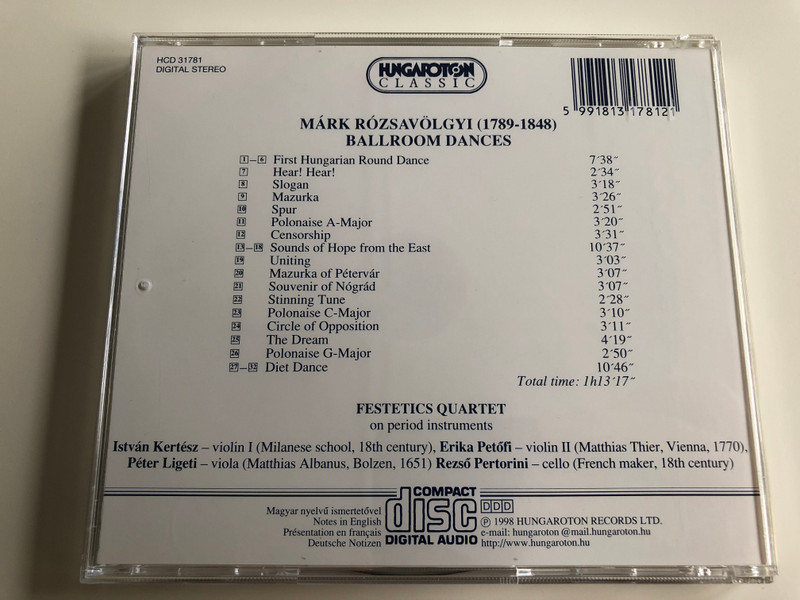 HCD 31781
DIGITAL STEREO
HUNGAROTON
CLASSIC
5 991813 178121
MÁRK RÓZSAVÖLGYI (1789-1848)
BALLROOM DANCES
1–6 First Hungarian Round Dance 7´38˝
7 Hear! Hear! 2´34˝
8 Slogan 3´18˝
9 Mazurka 3´26˝
10 Spur 2´51˝
11 Polonaise A-Major 3´20˝
12 Censorship 3´31˝
13–18 Sounds of Hope from the East 10´37˝
19 Uniting 3´03˝
20 Mazurka of Pétervár 3´07˝
21 Souvenir of Nógrád 3´07˝
22 Stinning Tune 2´28˝
23 Polonaise C-Major 3´10˝
24 Circle of Opposition 3´11˝
25 The Dream 4´19˝
26 Polonaise G-Major 2´50˝
27–32 Diet Dance 10´46˝
Total time: 1h13´17˝
FESTETICS QUARTET
on period instruments
István Kertész – violin I (Milanese school, 18th century), Erika Petőfi – violin II (Matthias Thier, Vienna, 1770),
Péter Ligeti – viola (Matthias Albanus, Bolzen, 1651) Rezső Pertorini – cello (French maker, 18th century)
Magyar nyelvű ismertetővel
Notes in English
Présentation en français
Deutsche Notizen
COMPACT
disc
DIGITAL AUDIO
DDD
℗ 1998 HUNGAROTON RECORDS LTD.
e-mail: hungaroton @mail.hungaroton.hu
http://www.hungaroton.hu